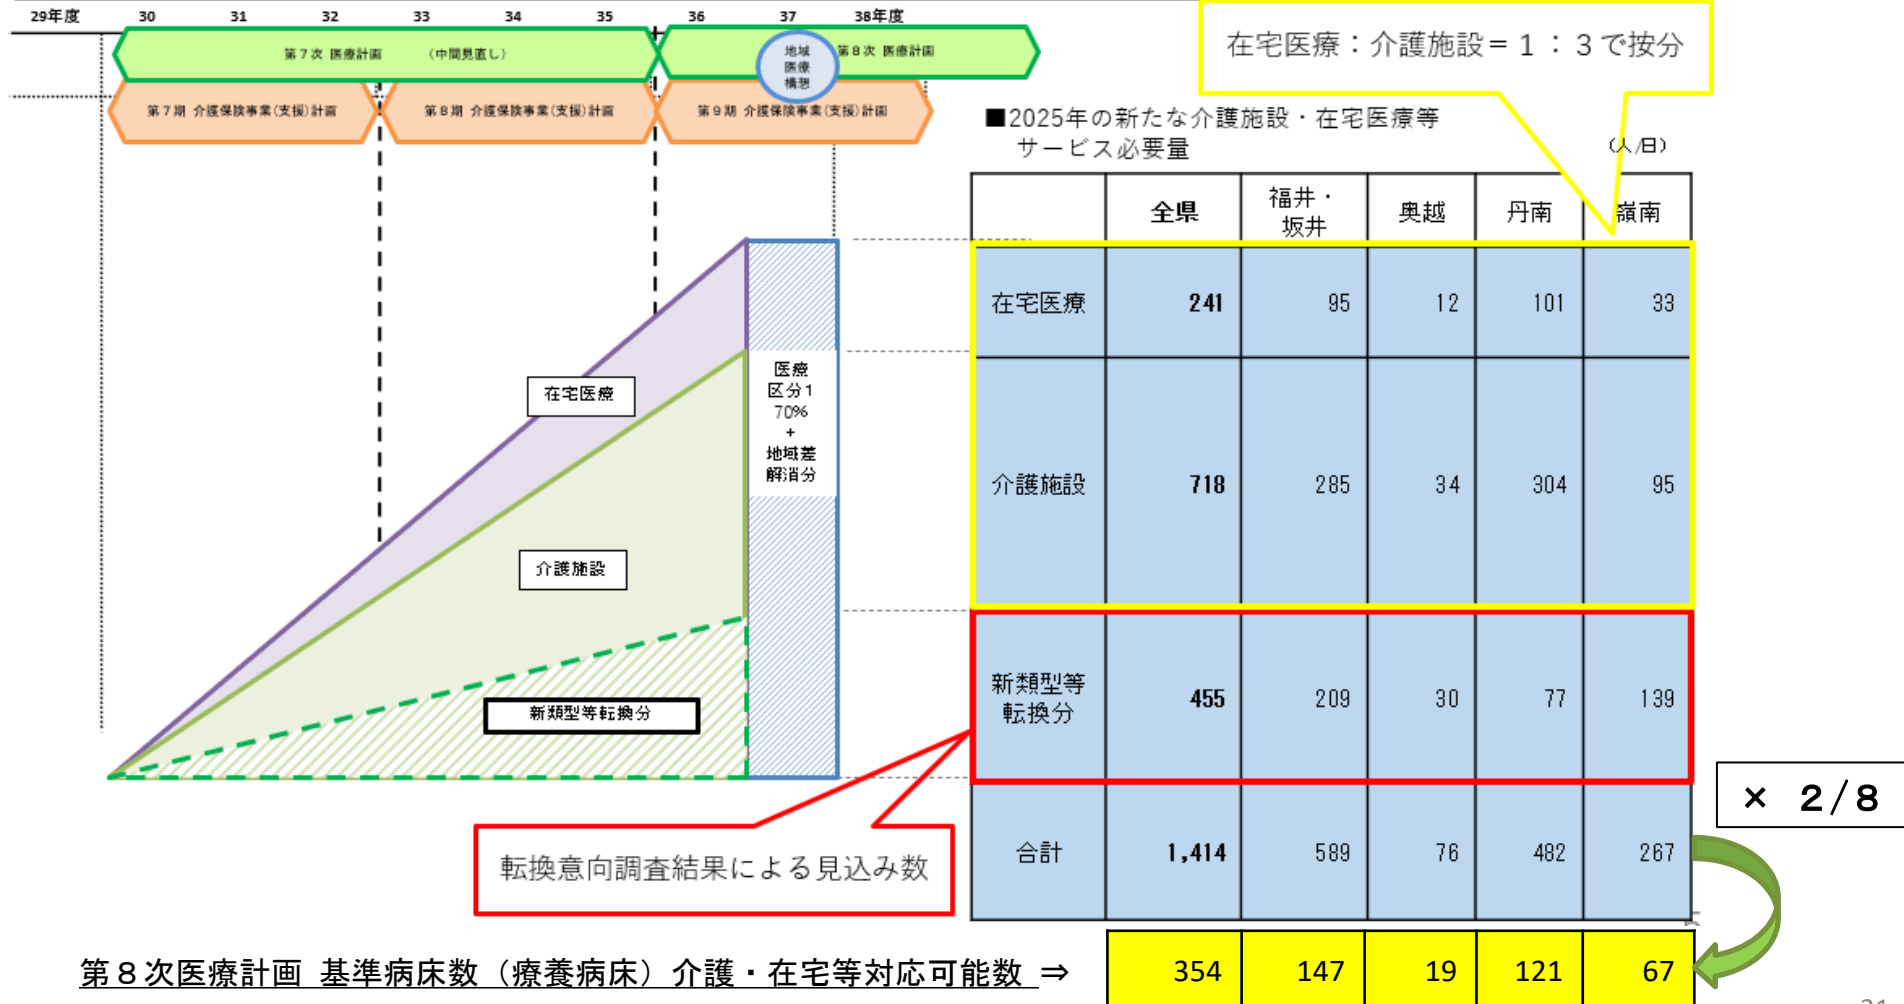 29年度 30 31 32 33 34 35 36 37 38年度
第7次 医療計画 （中間見直し）
第8次 医療計画
地域
医療
構想
第7期 介護保険事業(支援)計画
第8期 介護保険事業(支援)計画
第9期 介護保険事業(支援)計画
在宅医療：介護施設＝１：３で按分
■2025年の新たな介護施設・在宅医療等
サービス必要量
（人/日）
全県 福井・坂井 奥越 丹南 嶺南
在宅医療 241 95 12 101 33
介護施設 718 285 34 304 95
新類型等転換分 455 209 30 77 139
合計 1,414 589 76 482 267
在宅医療
介護施設
新類型等転換分
医療
区分1
70%
+
地域差
解消分
転換意向調査結果による見込み数
× 2/8
第８次医療計画 基準病床数（療養病床）介護・在宅等対応可能数 ⇒ 354 147 19 121 67